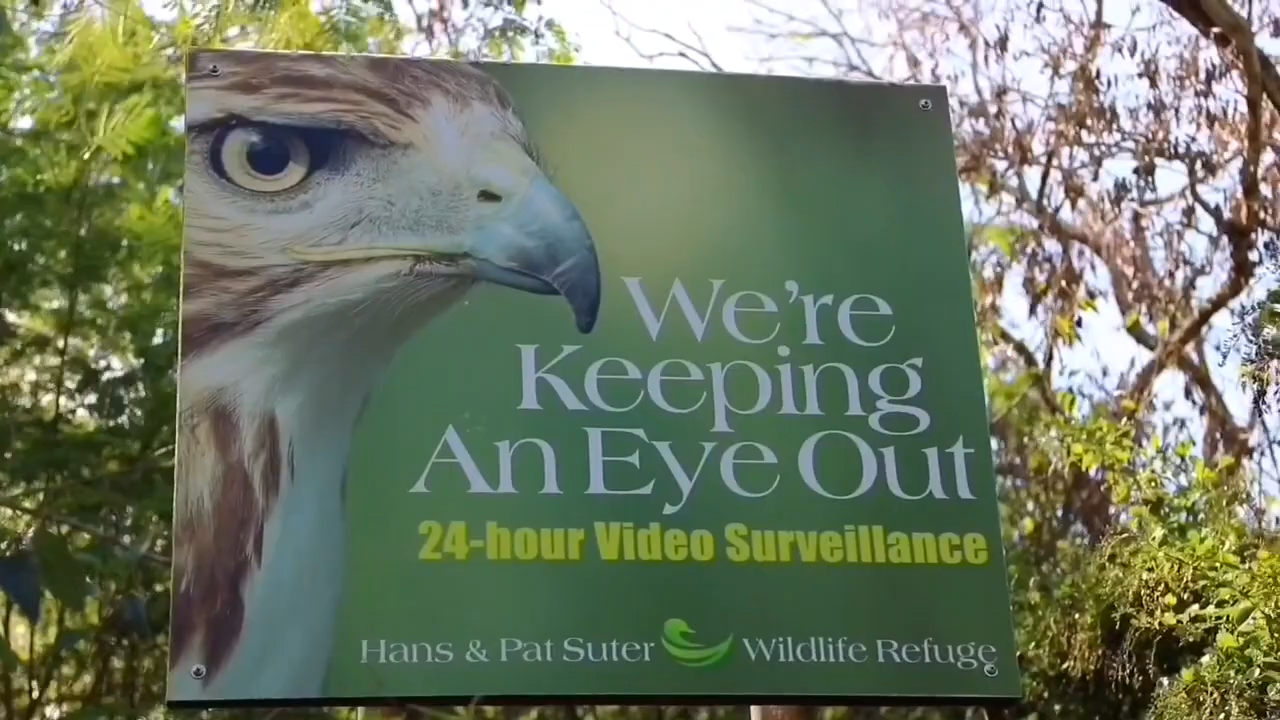 We're
Keeping
An Eye Out
24-hour Video Surveillance
Hans & Pat Suter Wildlife Refuge